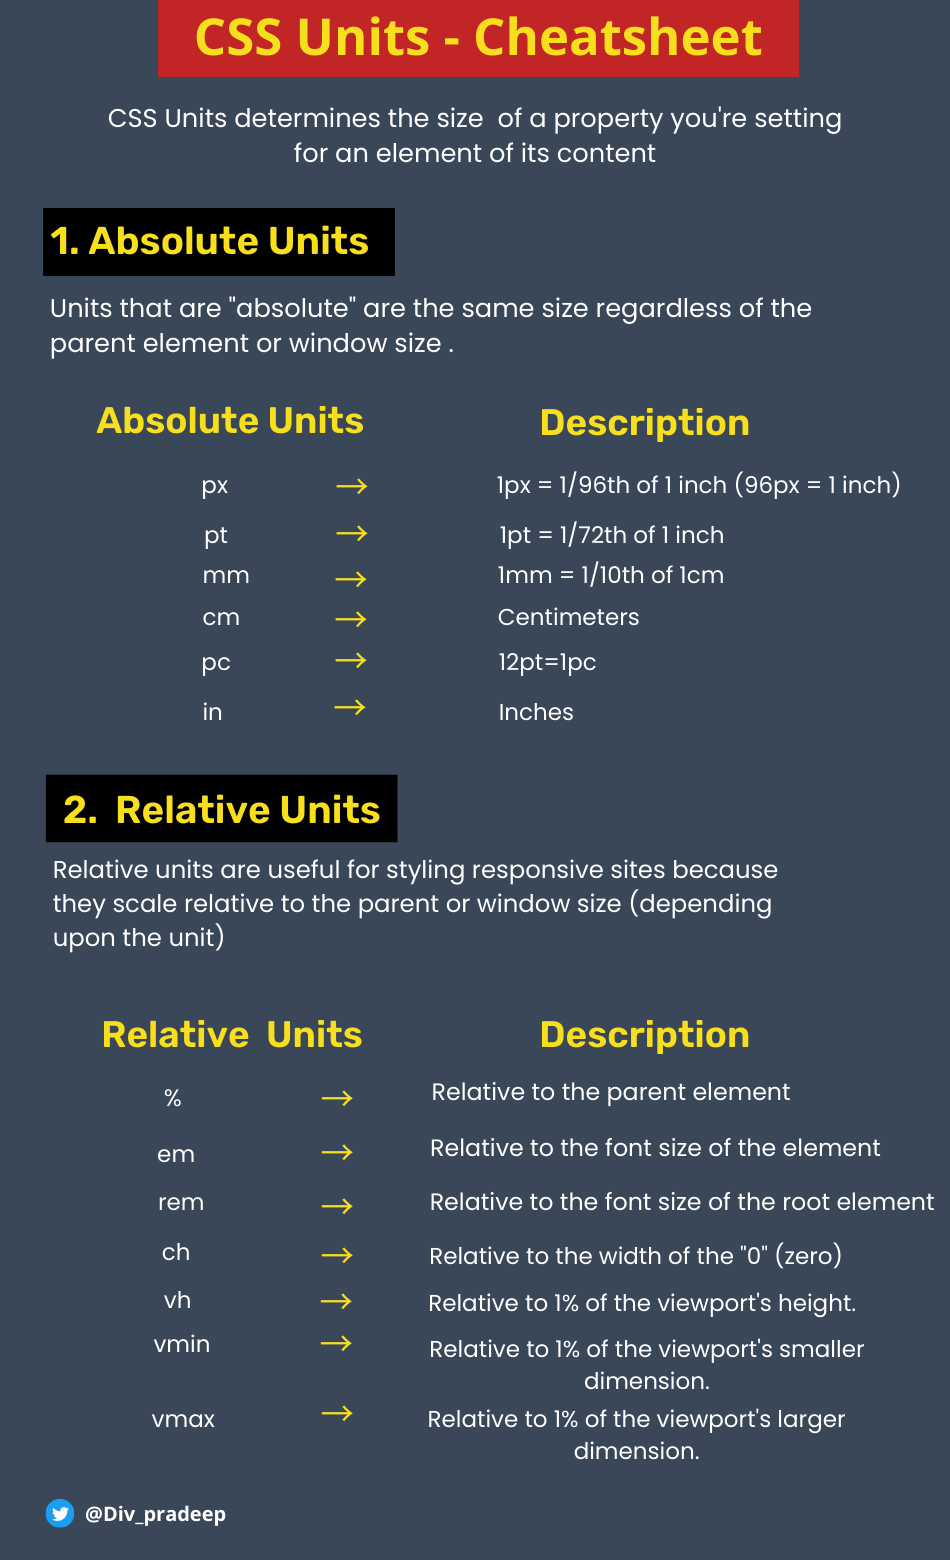 CSS Units - Cheatsheet
CSS Units determines the size of a property you're setting
for an element of its content
1. Absolute Units
Units that are "absolute" are the same size regardless of the
parent element or window size .
Absolute Units Description
px → 1px = 1/96th of 1 inch (96px = 1 inch)
pt → 1pt = 1/72th of 1 inch
mm → 1mm = 1/10th of 1cm
cm → Centimeters
pc → 12pt=1pc
in → Inches
2. Relative Units
Relative units are useful for styling responsive sites because
they scale relative to the parent or window size (depending
upon the unit)
Relative Units Description
% → Relative to the parent element
em → Relative to the font size of the element
rem → Relative to the font size of the root element
ch → Relative to the width of the "0" (zero)
vh → Relative to 1% of the viewport's height.
vmin → Relative to 1% of the viewport's smaller
dimension.
vmax → Relative to 1% of the viewport's larger
dimension.
@Div_pradeep